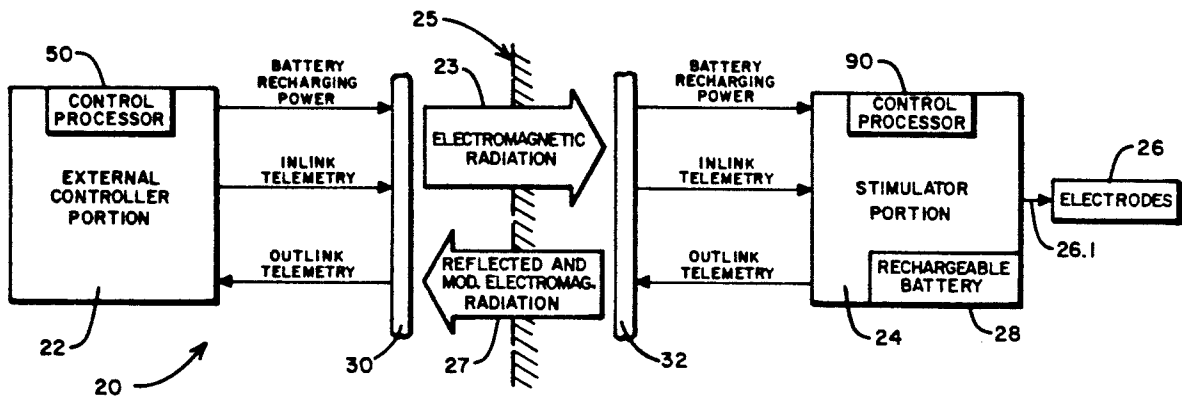 50
CONTROL
PROCESSOR
EXTERNAL
CONTROLLER
PORTION
22
20
BATTERY
RECHARGING
POWER
INLINK
TELEMETRY
OUTLINK
TELEMETRY
30
25
23
ELECTROMAGNETIC
RADIATION
REFLECTED AND
MOD. ELECTROMAG.
RADIATION
27
32
BATTERY
RECHARGING
POWER
INLINK
TELEMETRY
OUTLINK
TELEMETRY
90
CONTROL
PROCESSOR
STIMULATOR
PORTION
RECHARGEABLE
BATTERY
24
28
26
ELECTRODES
26.1